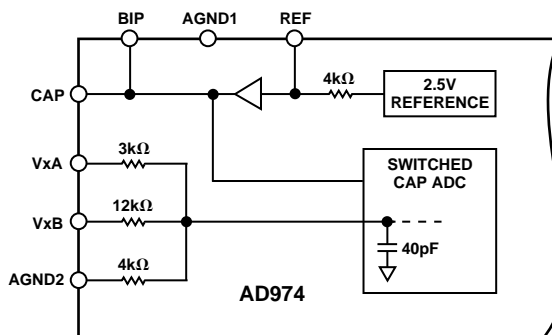 BIP AGND1 REF
CAP
4kΩ
2.5V
REFERENCE
VxA
3kΩ
SWITCHED
CAP ADC
VxB
12kΩ
40pF
AGND2
4kΩ
AD974